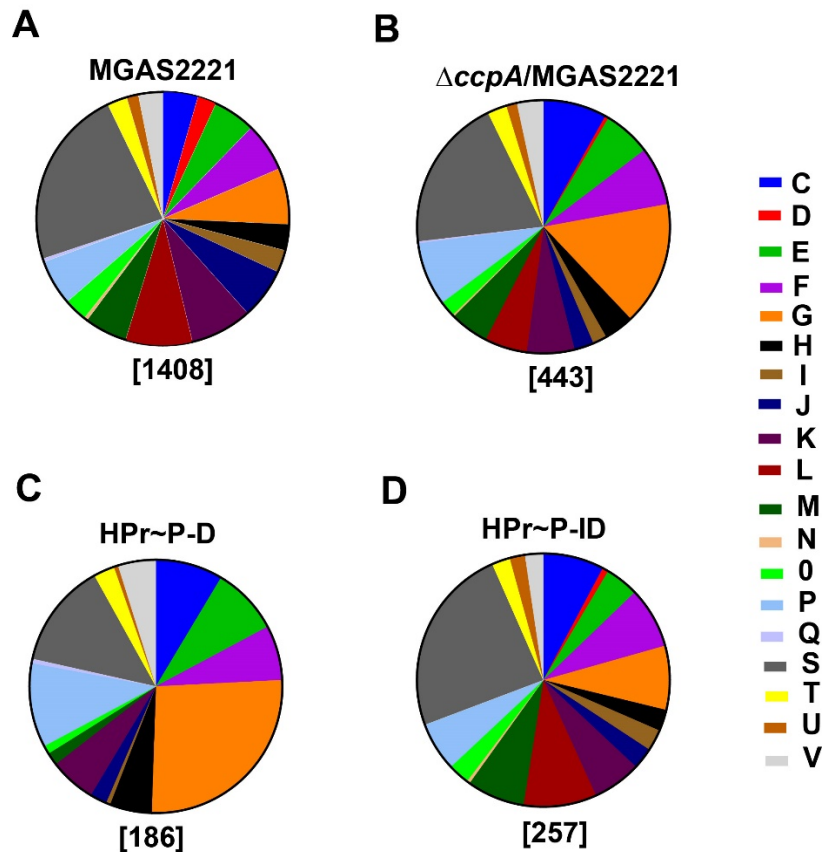 A
MGAS2221
[1408]
B
ΔccpA/MGAS2221
[443]
C
HPr~P-D
[186]
D
HPr~P-ID
[257]
C
D
E
F
G
H
I
J
K
L
M
N
0
P
Q
S
T
U
V